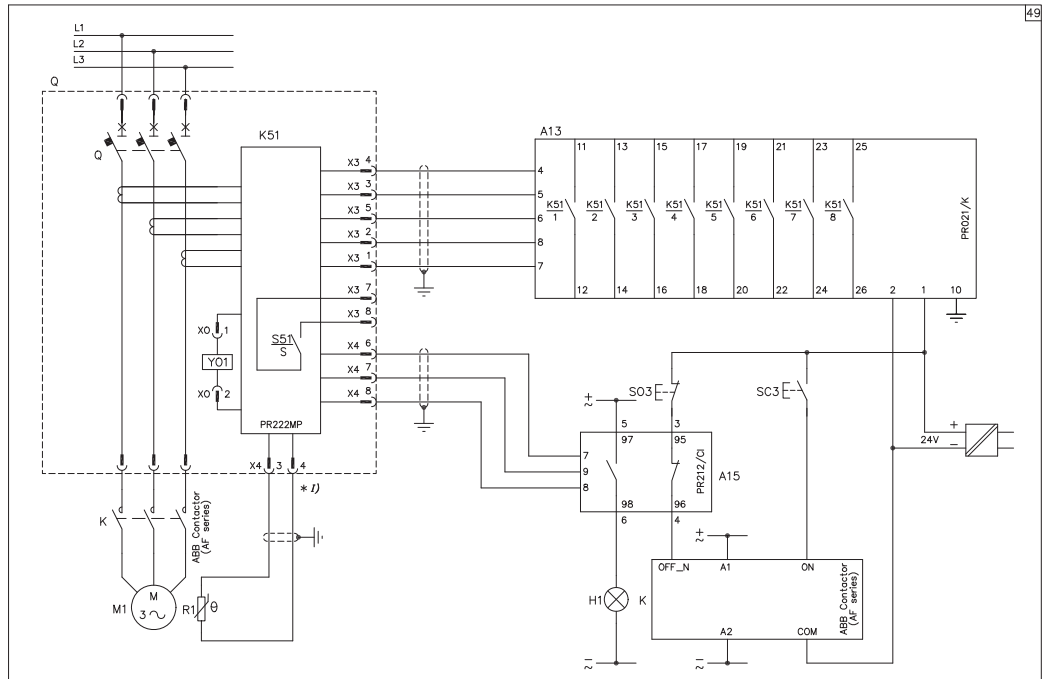 49
L1
L2
L3
Q
Q
K51
X3 4
X3 3
X3 5
X3 2
X3 1
X3 7
X3 8
X4 6
X4 7
X4 8
S51
S
X0 1
Y01
X0 2
PR222MP
X4 3 4
* 1)
A13
11 13 15 17 19 21 23 25
4
5
6
8
7
K51 K51 K51 K51 K51 K51 K51 K51
1 2 3 4 5 6 7 8
PR021/K
12 14 16 18 20 22 24 26 2 1 10
SO3
SC3
+
~
5 3
97 95
7
9
8
98 96
6 4
PR212/CI
A15
24V
+
−
K
ABB Contactor
(AF series)
M1
M
3 ~
R1
θ
H1
K
+
~
OFF_N A1 ON
A2 COM
ABB Contactor
(AF series)
−
~
−
~